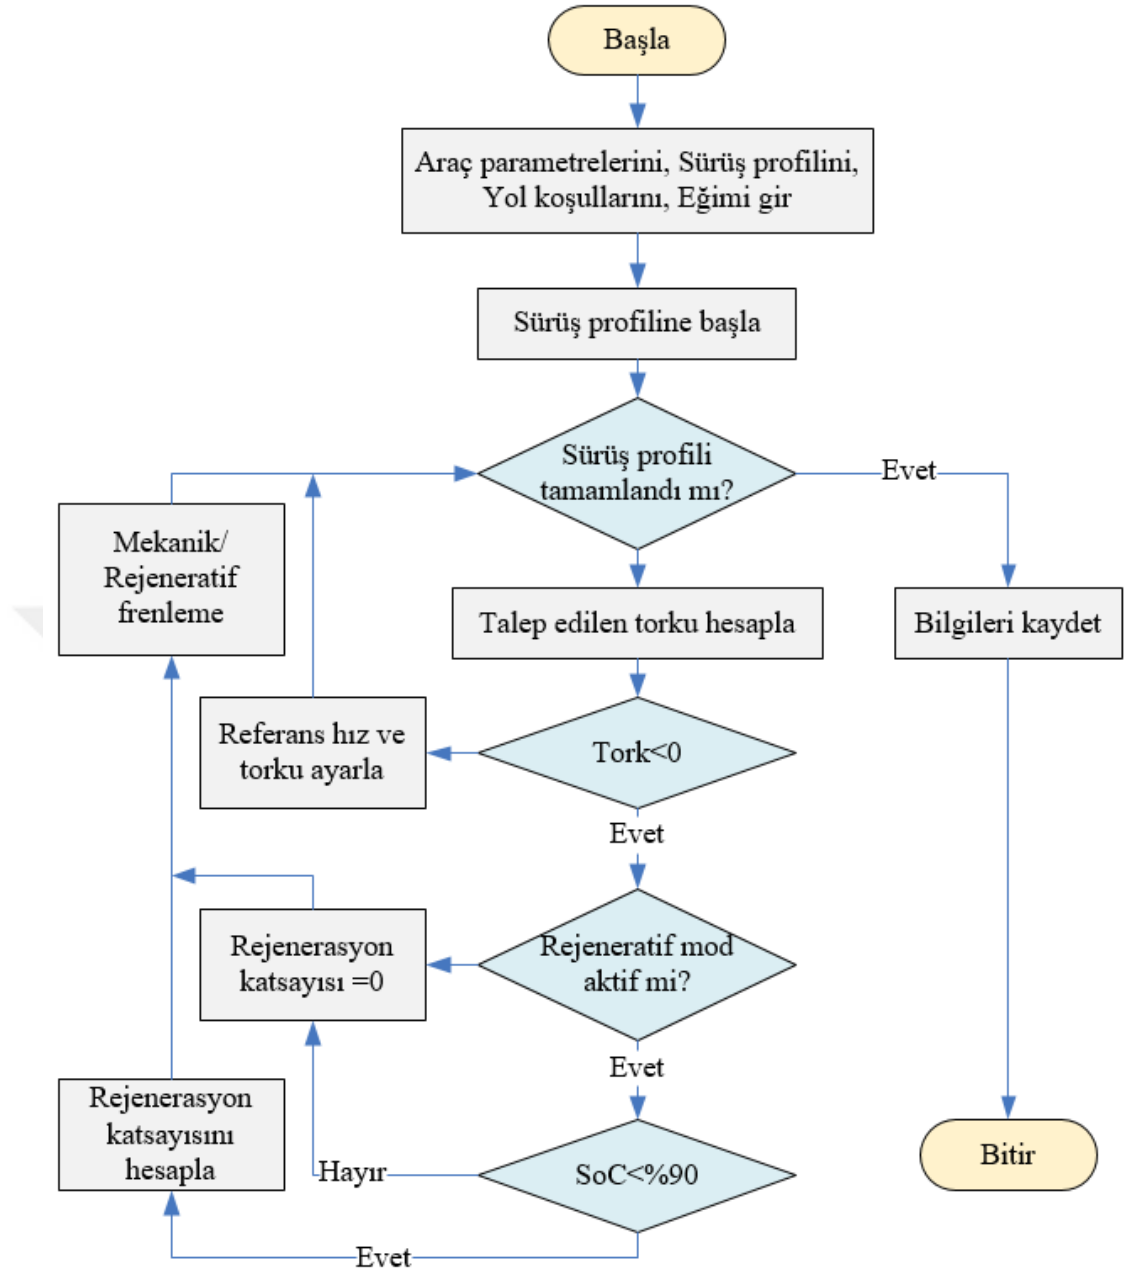 Başla
Araç parametrelerini, Sürüş profilini,
Yol koşullarını, Eğimi gir
Sürüş profiline başla
Sürüş profili
tamamlandı mı?
Evet
Mekanik/
Rejeneratif
frenleme
Talep edilen torku hesapla
Bilgileri kaydet
Referans hız ve
torku ayarla
Tork<0
Evet
Rejenerasyon
katsayısı =0
Rejeneratif mod
aktif mi?
Evet
Rejenerasyon
katsayısını
hesapla
Hayır
SoC<%90
Bitir
Evet